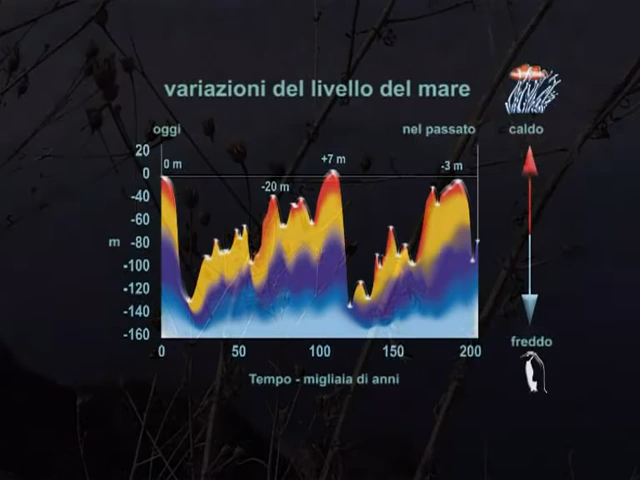 variazioni del livello del mare
oggi
nel passato
caldo
20
0
-40
-60
-80
-100
-120
-140
-160
m
0 m
-20 m
+7 m
-3 m
0
50
100
150
200
Tempo - migliaia di anni
freddo